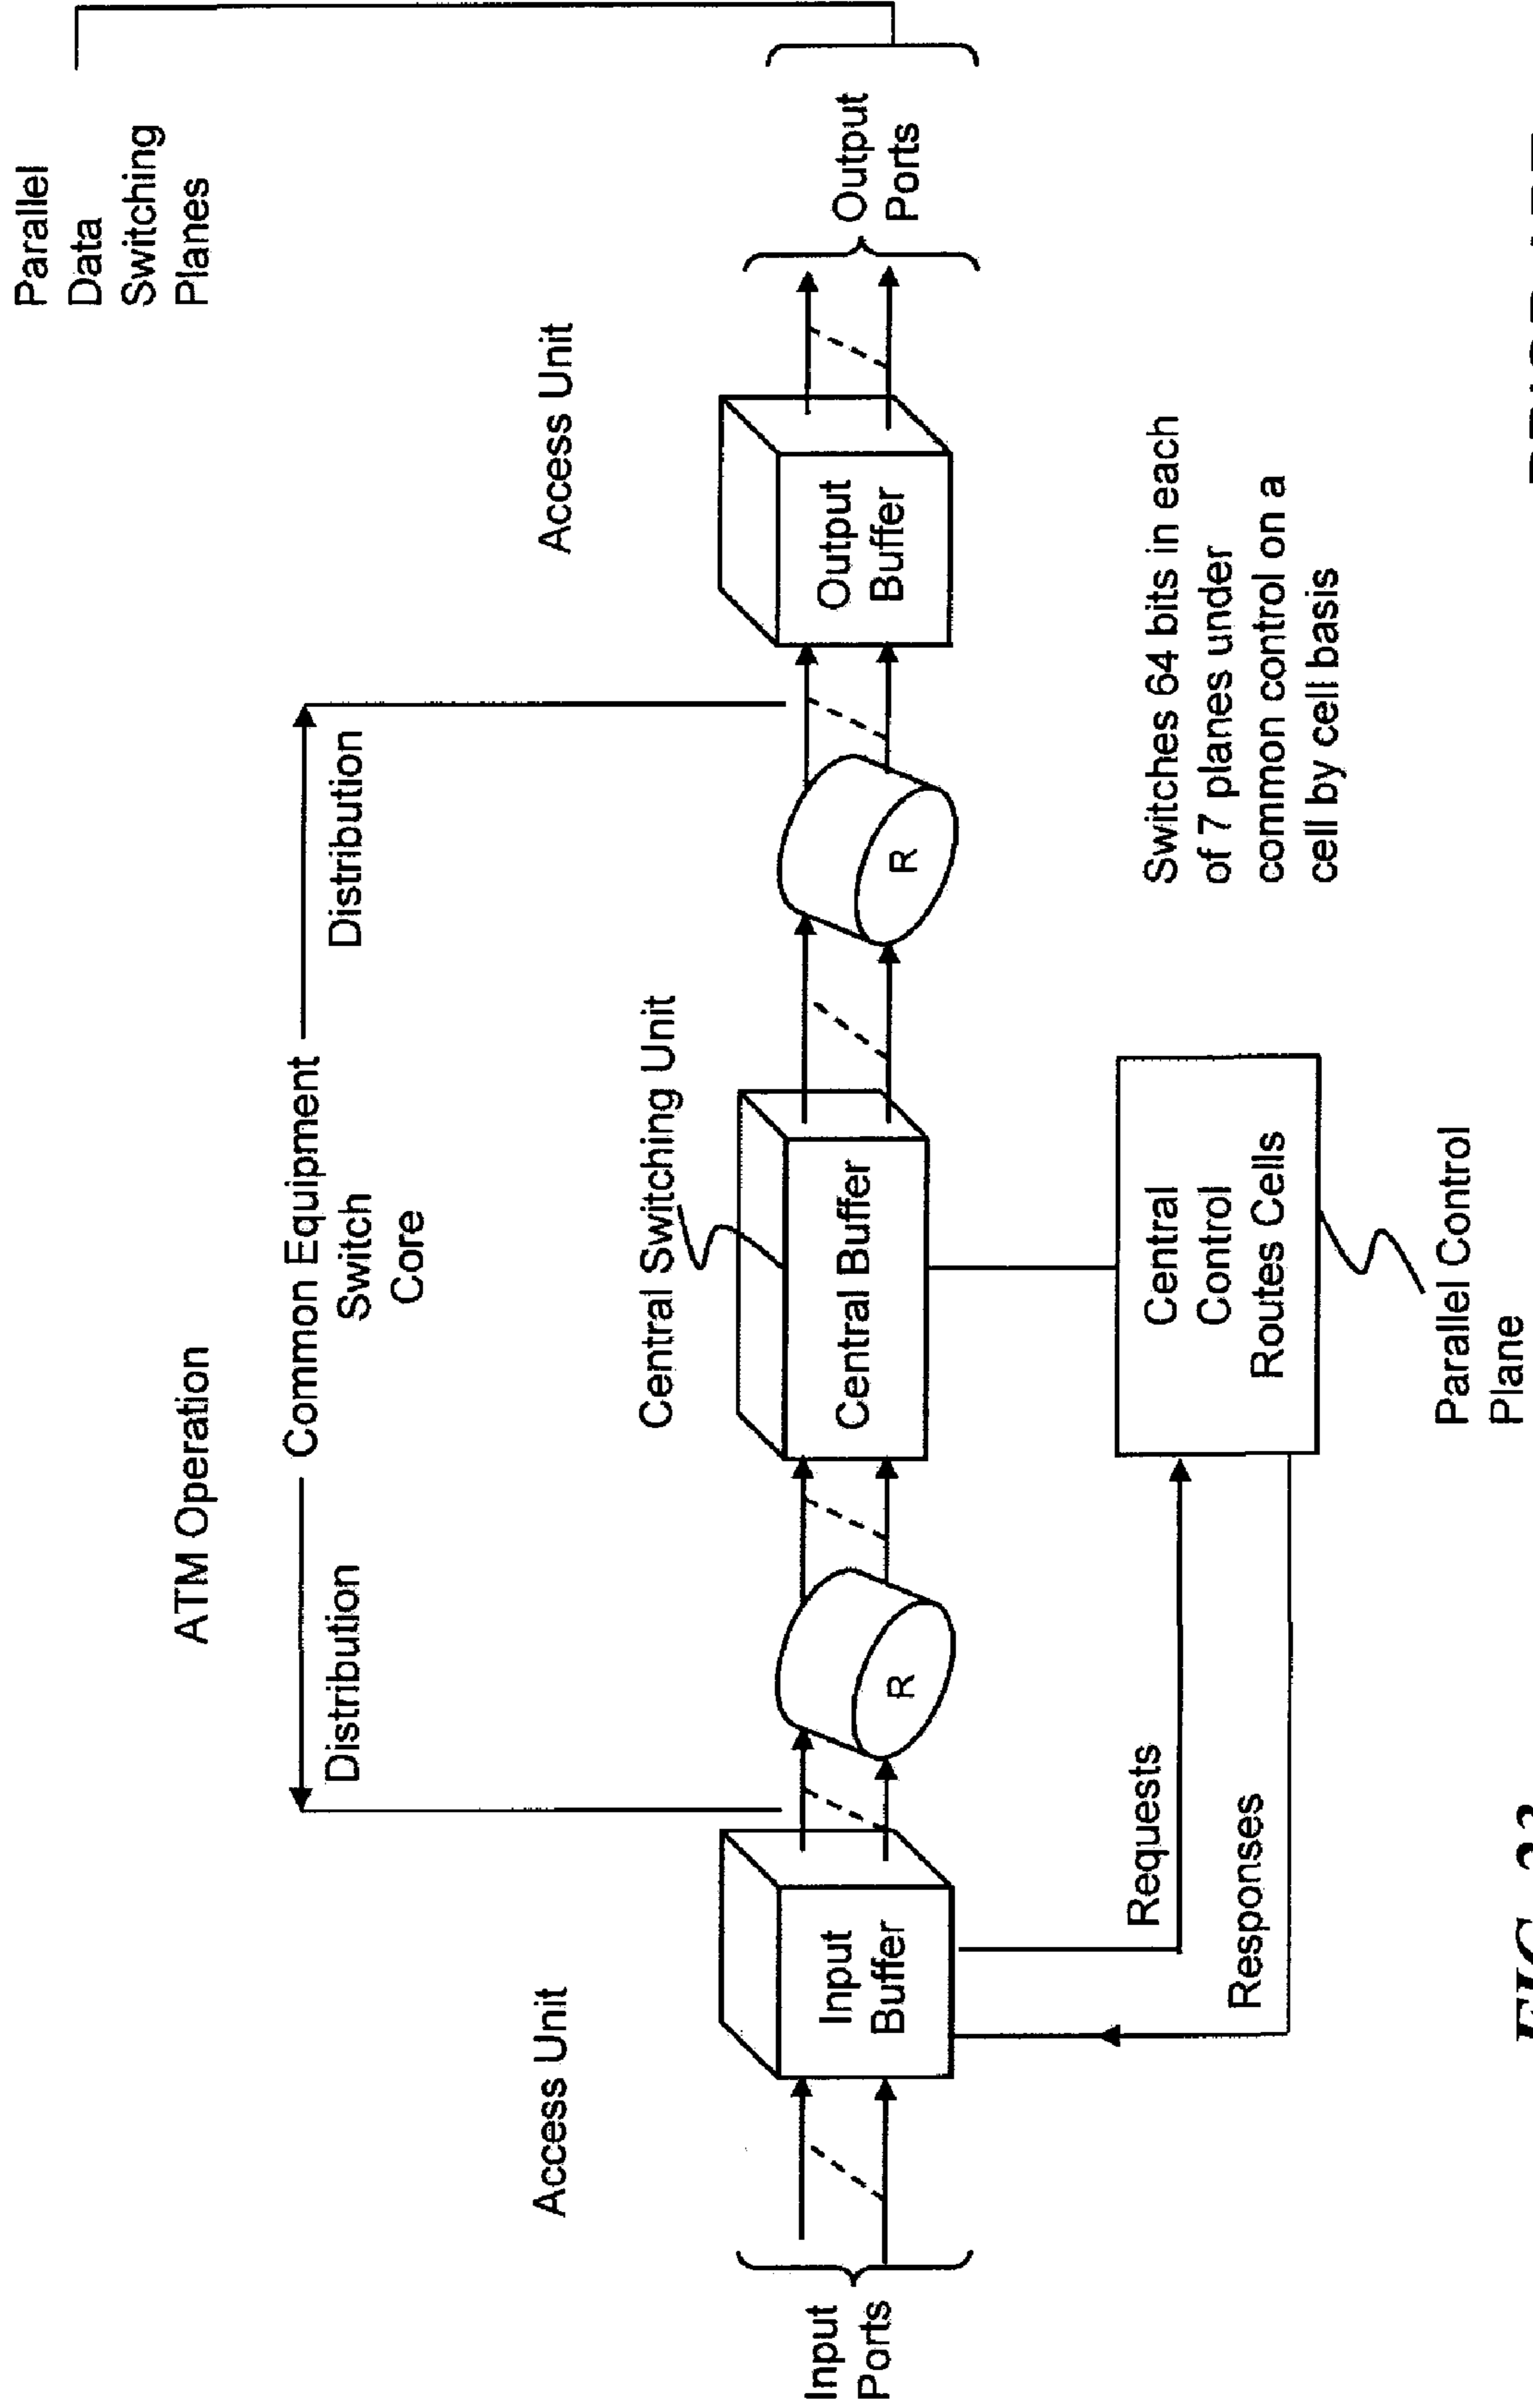 Parallel
Data
Switching
Planes
ATM Operation
Distribution
Common Equipment
Switch
Core
Distribution
Access Unit
Central Switching Unit
Access Unit
Input
Ports
Input
Buffer
R
Central Buffer
R
Output
Buffer
Output
Ports
Requests
Responses
Central
Control
Routes Cells
Parallel Control
Plane
Switches 64 bits in each
of 7 planes under
common control on a
cell by cell basis